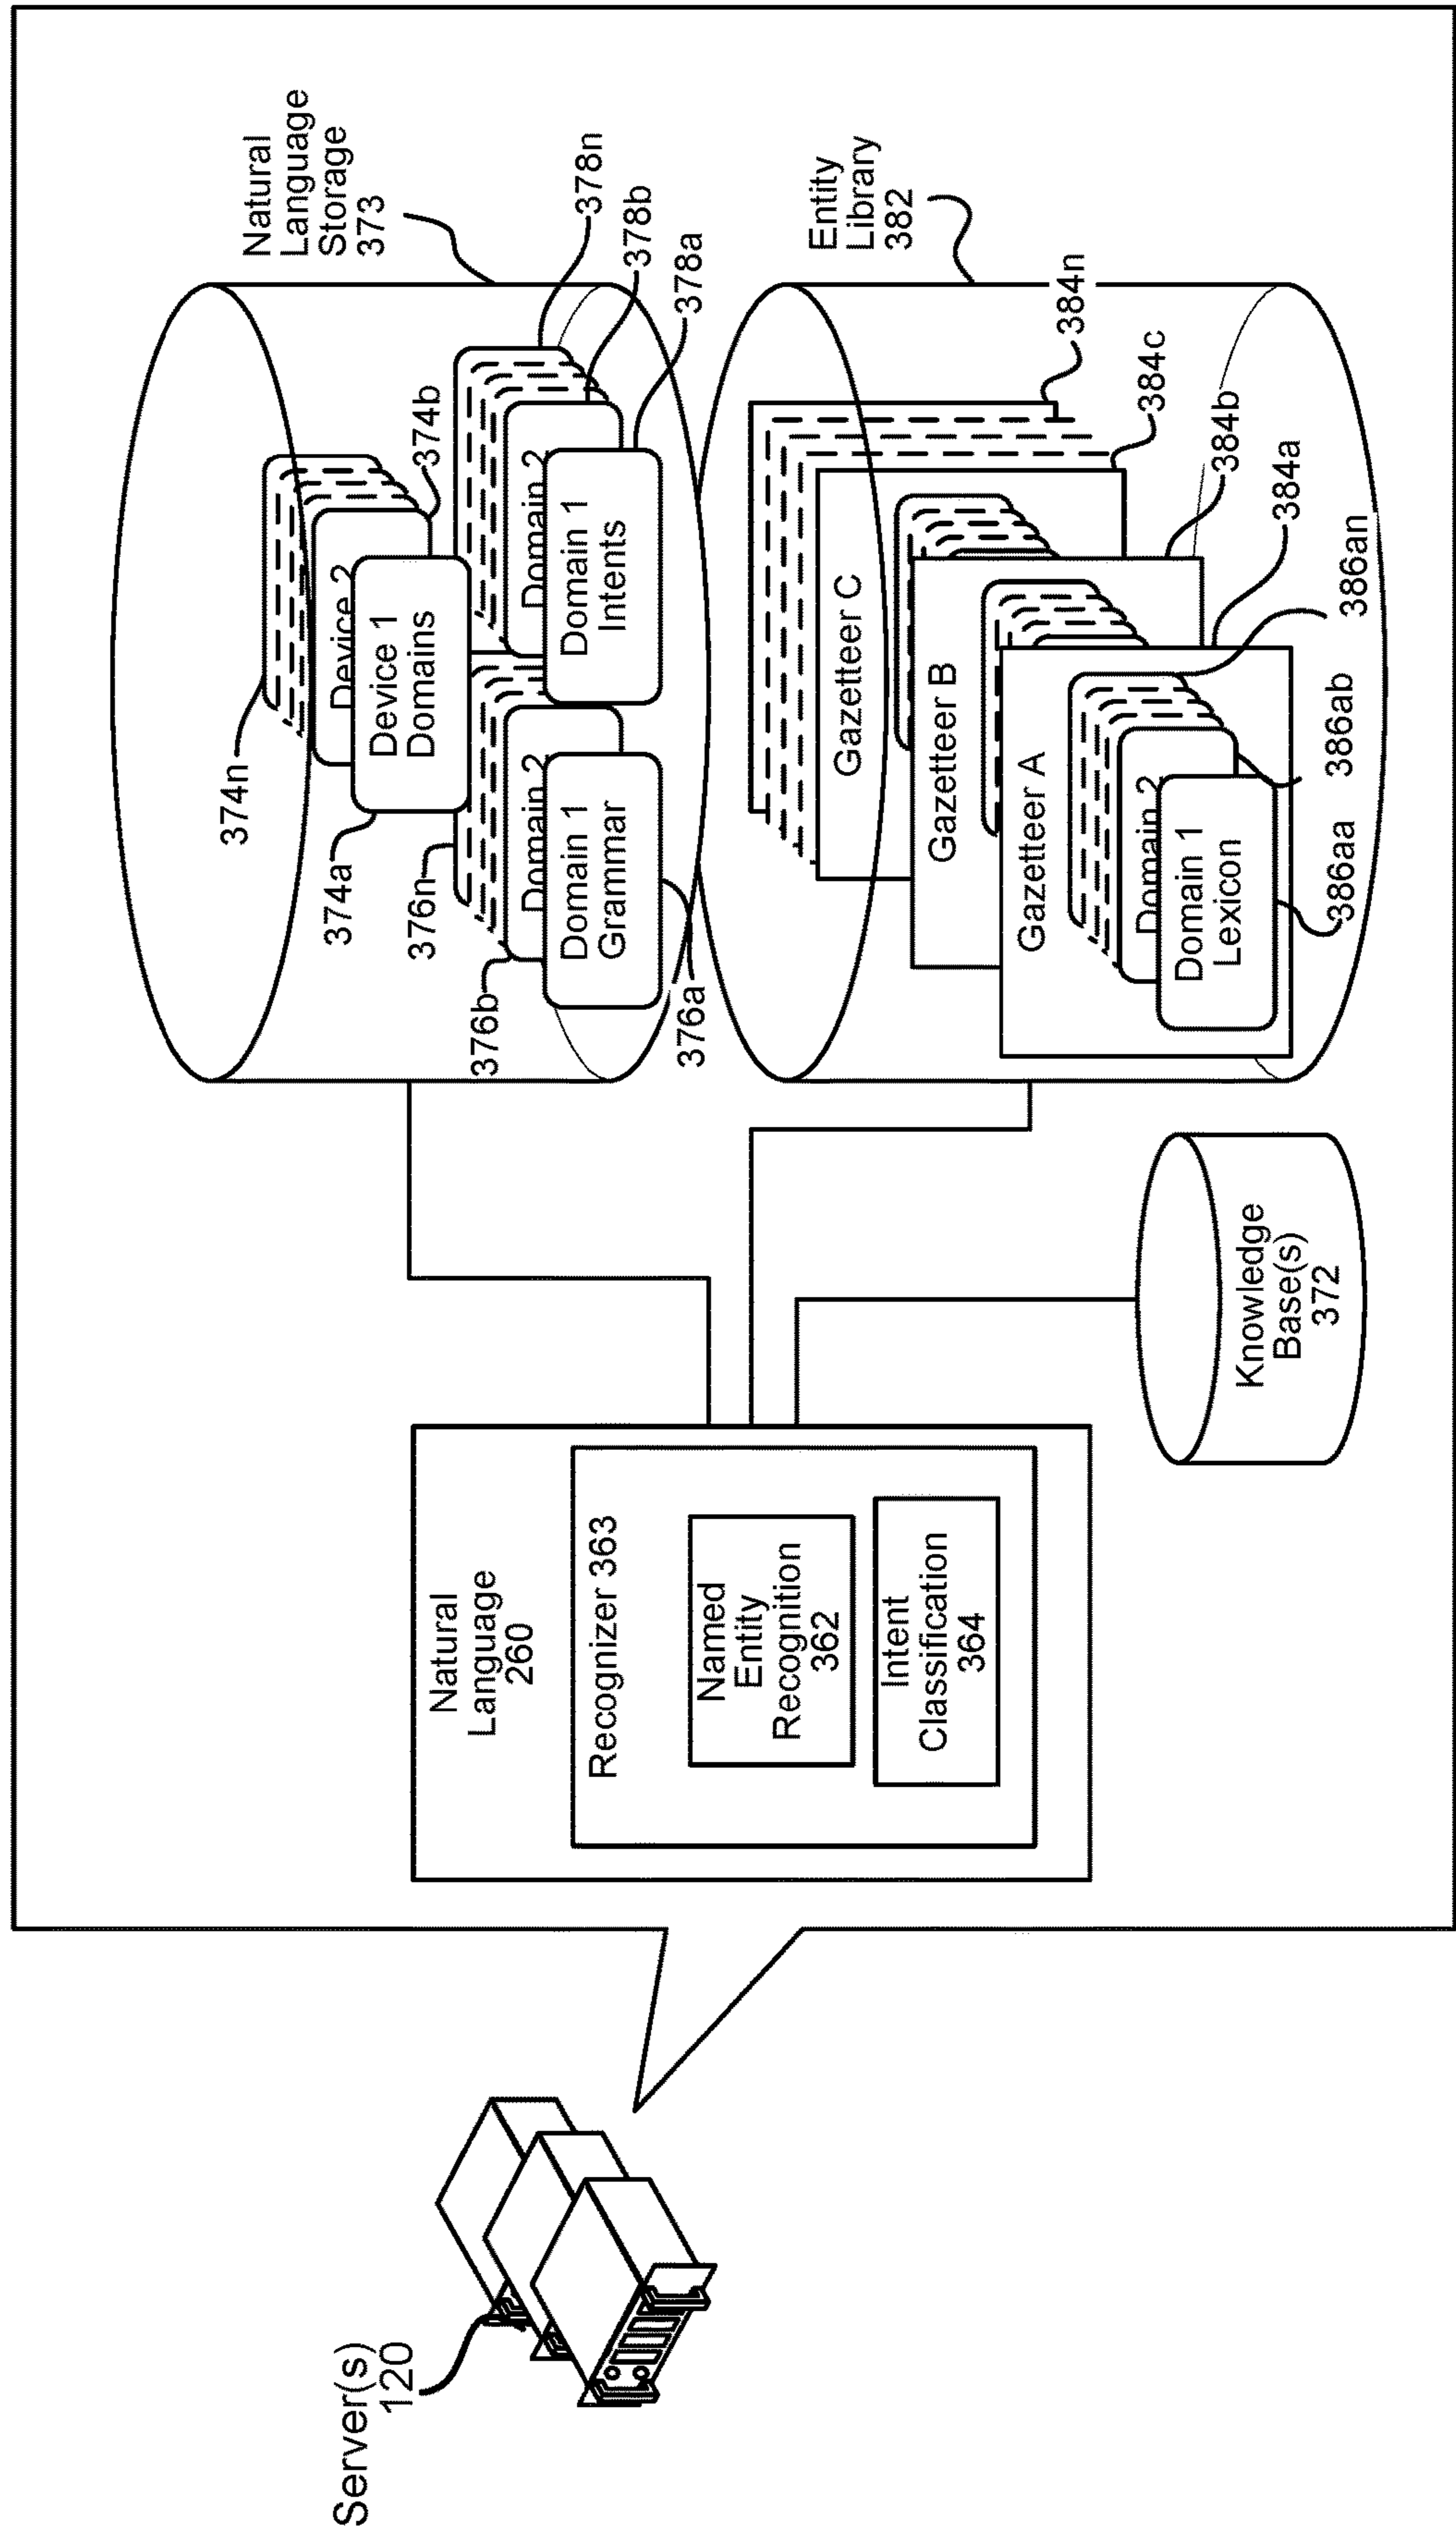 Server(s)
120
Natural
Language
260
Recognizer 363
Named
Entity
Recognition
362
Intent
Classification
364
Knowledge
Base(s)
372
Natural
Language
Storage
373
374n
Device 2
374b
Device 1
Domains
374a
376n
Domain 2
376b
Domain 1
Grammar
376a
378n
Domain 2
378b
Domain 1
Intents
378a
Entity
Library
382
384n
Gazetteer C
384c
Gazetteer B
384b
Gazetteer A
384a
386an
Domain 2
386ab
Domain 1
Lexicon
386aa